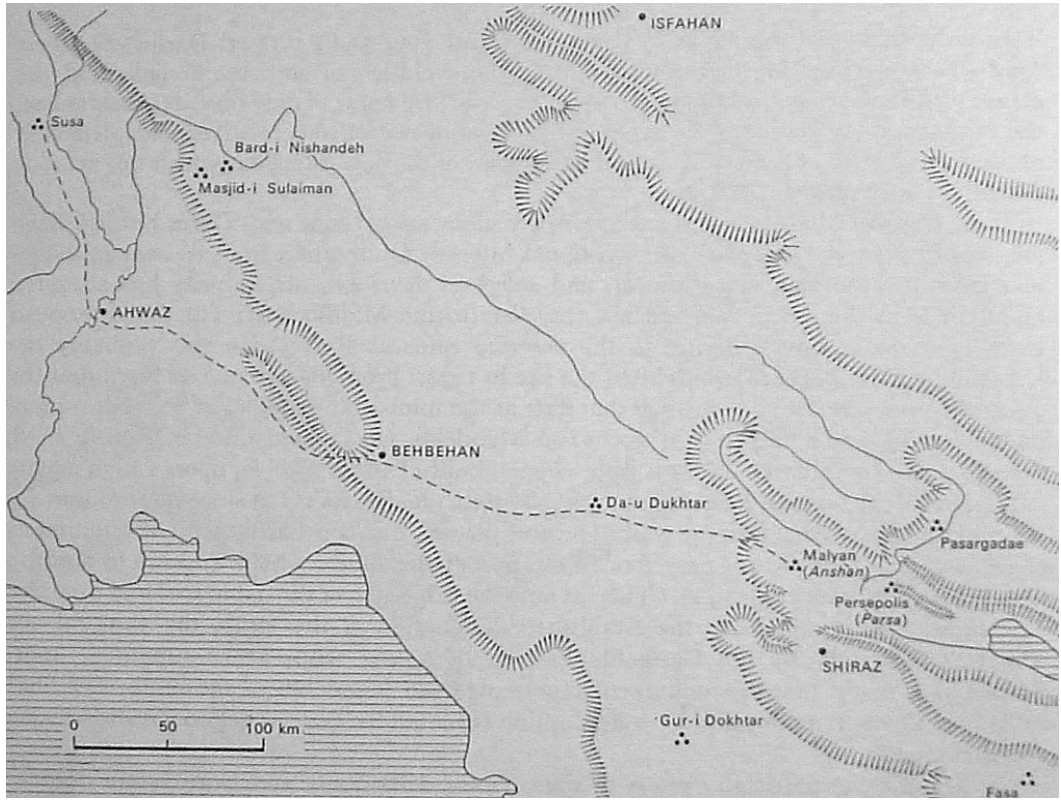 ISFAHAN
Susa
Bard-i Nishandeh
Masjid-i Sulaiman
AHWAZ
BEHBEHAN
Da-u Dukhtar
Pasargadae
Malyan
(Anshan)
Persepolis
(Parsa)
SHIRAZ
0 50 100 km
Gur-i Dokhtar
Fasa